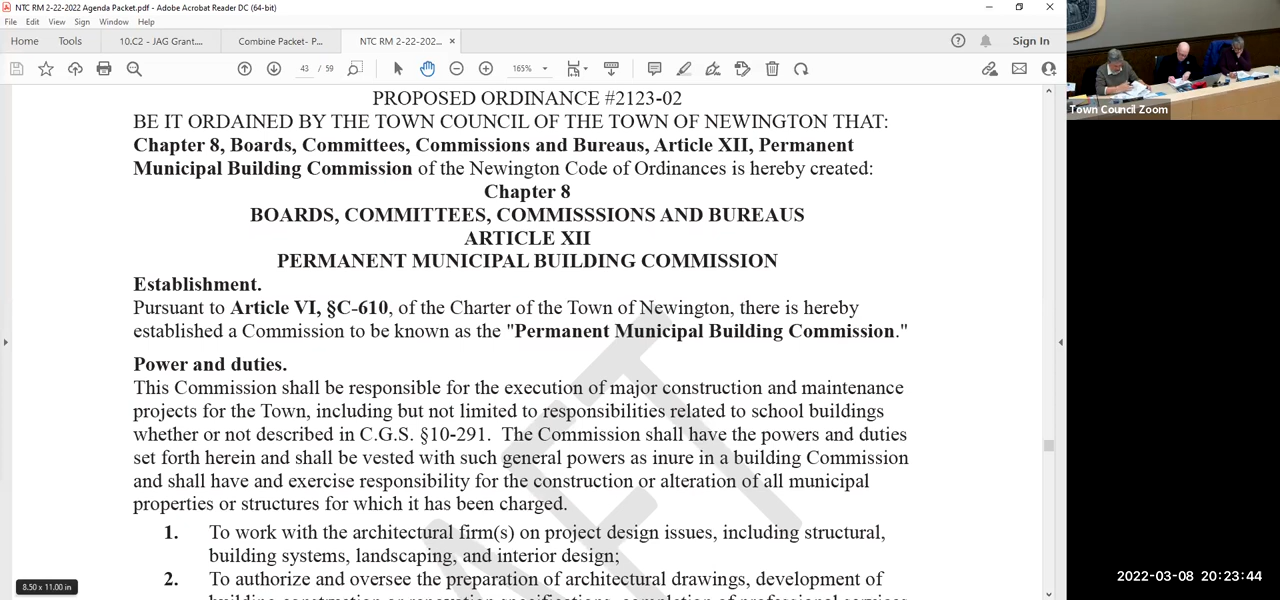 NTC RM 2-22-2022 Agenda Packet.pdf - Adobe Acrobat Reader DC (64-bit)
File Edit View Sign Window Help
Home Tools 10.C2 - JAG Grant.... Combine Packet- P... NTC RM 2-22-202... × Sign In
43 / 59 165%
PROPOSED ORDINANCE #2123-02
BE IT ORDAINED BY THE TOWN COUNCIL OF THE TOWN OF NEWINGTON THAT:
Chapter 8, Boards, Committees, Commissions and Bureaus, Article XII, Permanent
Municipal Building Commission of the Newington Code of Ordinances is hereby created:
Chapter 8
BOARDS, COMMITTEES, COMMISSSIONS AND BUREAUS
ARTICLE XII
PERMANENT MUNICIPAL BUILDING COMMISSION
Establishment.
Pursuant to Article VI, §C-610, of the Charter of the Town of Newington, there is hereby
established a Commission to be known as the "Permanent Municipal Building Commission."
Power and duties.
This Commission shall be responsible for the execution of major construction and maintenance
projects for the Town, including but not limited to responsibilities related to school buildings
whether or not described in C.G.S. §10-291. The Commission shall have the powers and duties
set forth herein and shall be vested with such general powers as inure in a building Commission
and shall have and exercise responsibility for the construction or alteration of all municipal
properties or structures for which it has been charged.
1. To work with the architectural firm(s) on project design issues, including structural,
building systems, landscaping, and interior design;
2. To authorize and oversee the preparation of architectural drawings, development of
8.50 x 11.00 in
Town Council Zoom
2022-03-08 20:23:44